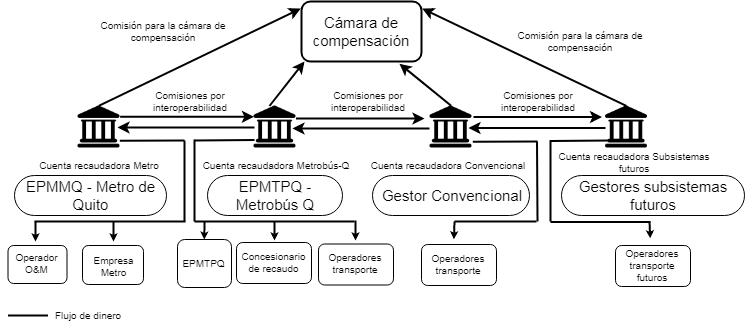 Cámara de
compensación
Comisión para la cámara de
compensación
Comisión para la cámara de
compensación
Comisiones por
interoperabilidad
Comisiones por
interoperabilidad
Comisiones por
interoperabilidad
Cuenta recaudadora Metro
Cuenta recaudadora Metrobús-Q
Cuenta recaudadora Convencional
Cuenta recaudadora Subsistemas
futuros
EPMMQ - Metro de
Quito
EPMTPQ -
Metrobús Q
Gestor Convencional
Gestores subsistemas
futuros
Operador
O&M
Empresa
Metro
EPMTPQ
Concesionario
de recaudo
Operadores
transporte
Operadores
transporte
Operadores
transporte
futuros
Flujo de dinero